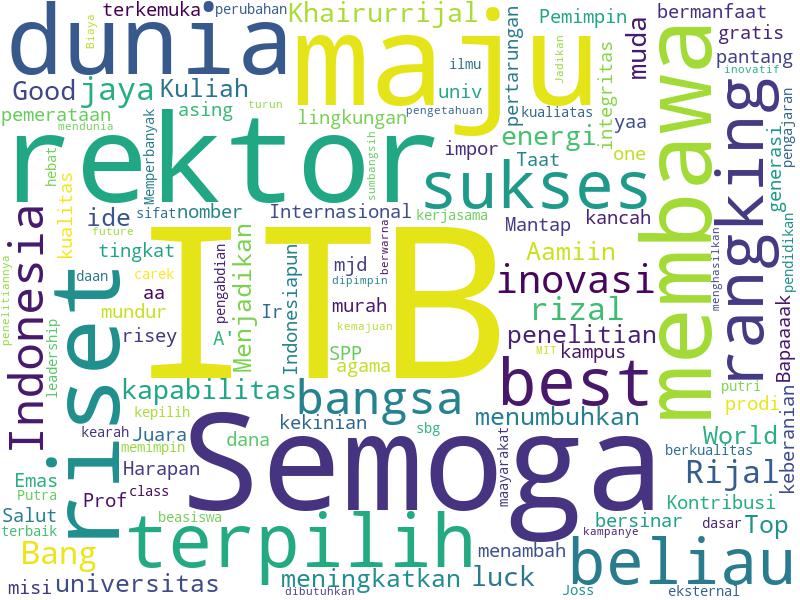 terkemuka
perubahan
Khairurrijal
Pemimpin
bermanfaat
dunia
Biaya
maju
pertarungan
Jadikan
muda
gratis
pantang
Good
jaya
Kuliah
ilmu
univ
inovatif
pemerataan
mendunia
asing
turun
lingkungan
pengetahuan
kualiatas
integritas
yaa
membawa
rangking
pengajaran
rektor
Memperbanyak
sumbangsih
impor
energi
Taat
one
generasi
hebat
kualitas
sukses
ide
sifat
nomber
Internasional
kerjasama
Mantap
kancah
pendidikan
Indonesia
future
tingkat
ITB
berwarna
Aamiin
menghasilkan
penelitiannya
riset
daan
carek
aa
pengabdian
Menjadikan
Indonesiapun
mjd
dipimpin
inovasi
mundur
Ir
murah
rizal
Bapaaaak
leadership
risey
A'
kemajuan
penelitian
SPP
MIT
kampus
agama
best
putri
kapabilitas
bangsa
prodi
kepilih
menumbuhkan
keberanian
kearah
Juara
dana
Semoga
kekinian
sbg
maayarakat
World
memimpin
berkualitas
Harapan
Rijal
Emas
Putra
Prof
class
Kontribusi
Salut
terbaik
beasiswa
bersinar
dasar
Top
kampanye
Bang
terpilih
menambah
beliau
misi
universitas
meningkatkan
luck
dibutuhkan
Joss
eksternal